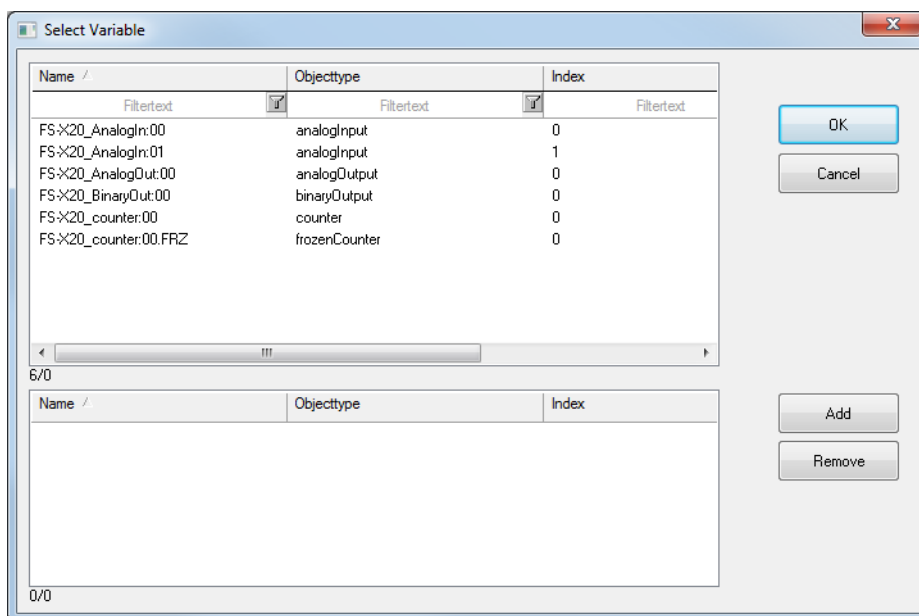 Select Variable
Name Objecttype Index
Filtertext Filtertext Filtertext
FS-X20_AnalogIn:00 analogInput 0
FS-X20_AnalogIn:01 analogInput 1
FS-X20_AnalogOut:00 analogOutput 0
FS-X20_BinaryOut:00 binaryOutput 0
FS-X20_counter:00 counter 0
FS-X20_counter:00.FRZ frozenCounter 0
6/0
OK
Cancel
Name Objecttype Index
0/0
Add
Remove